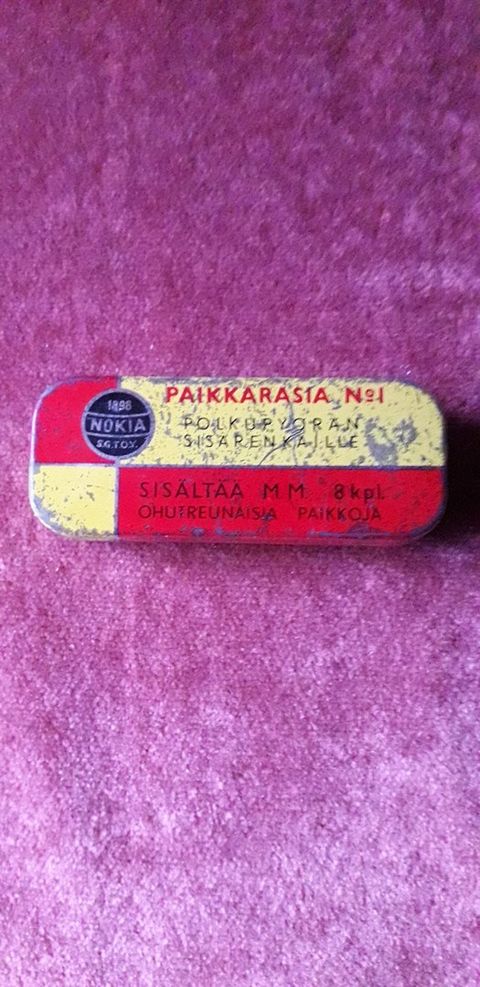 1898
NOKIA
S.G.T.O.Y.
PAIKKARASIA No1
POLKUPYÖRÄN
SISÄRENKAILLE
SISÄLTÄÄ M.M. 8 kpl.
OHUTREUNAISIA PAIKKOJA